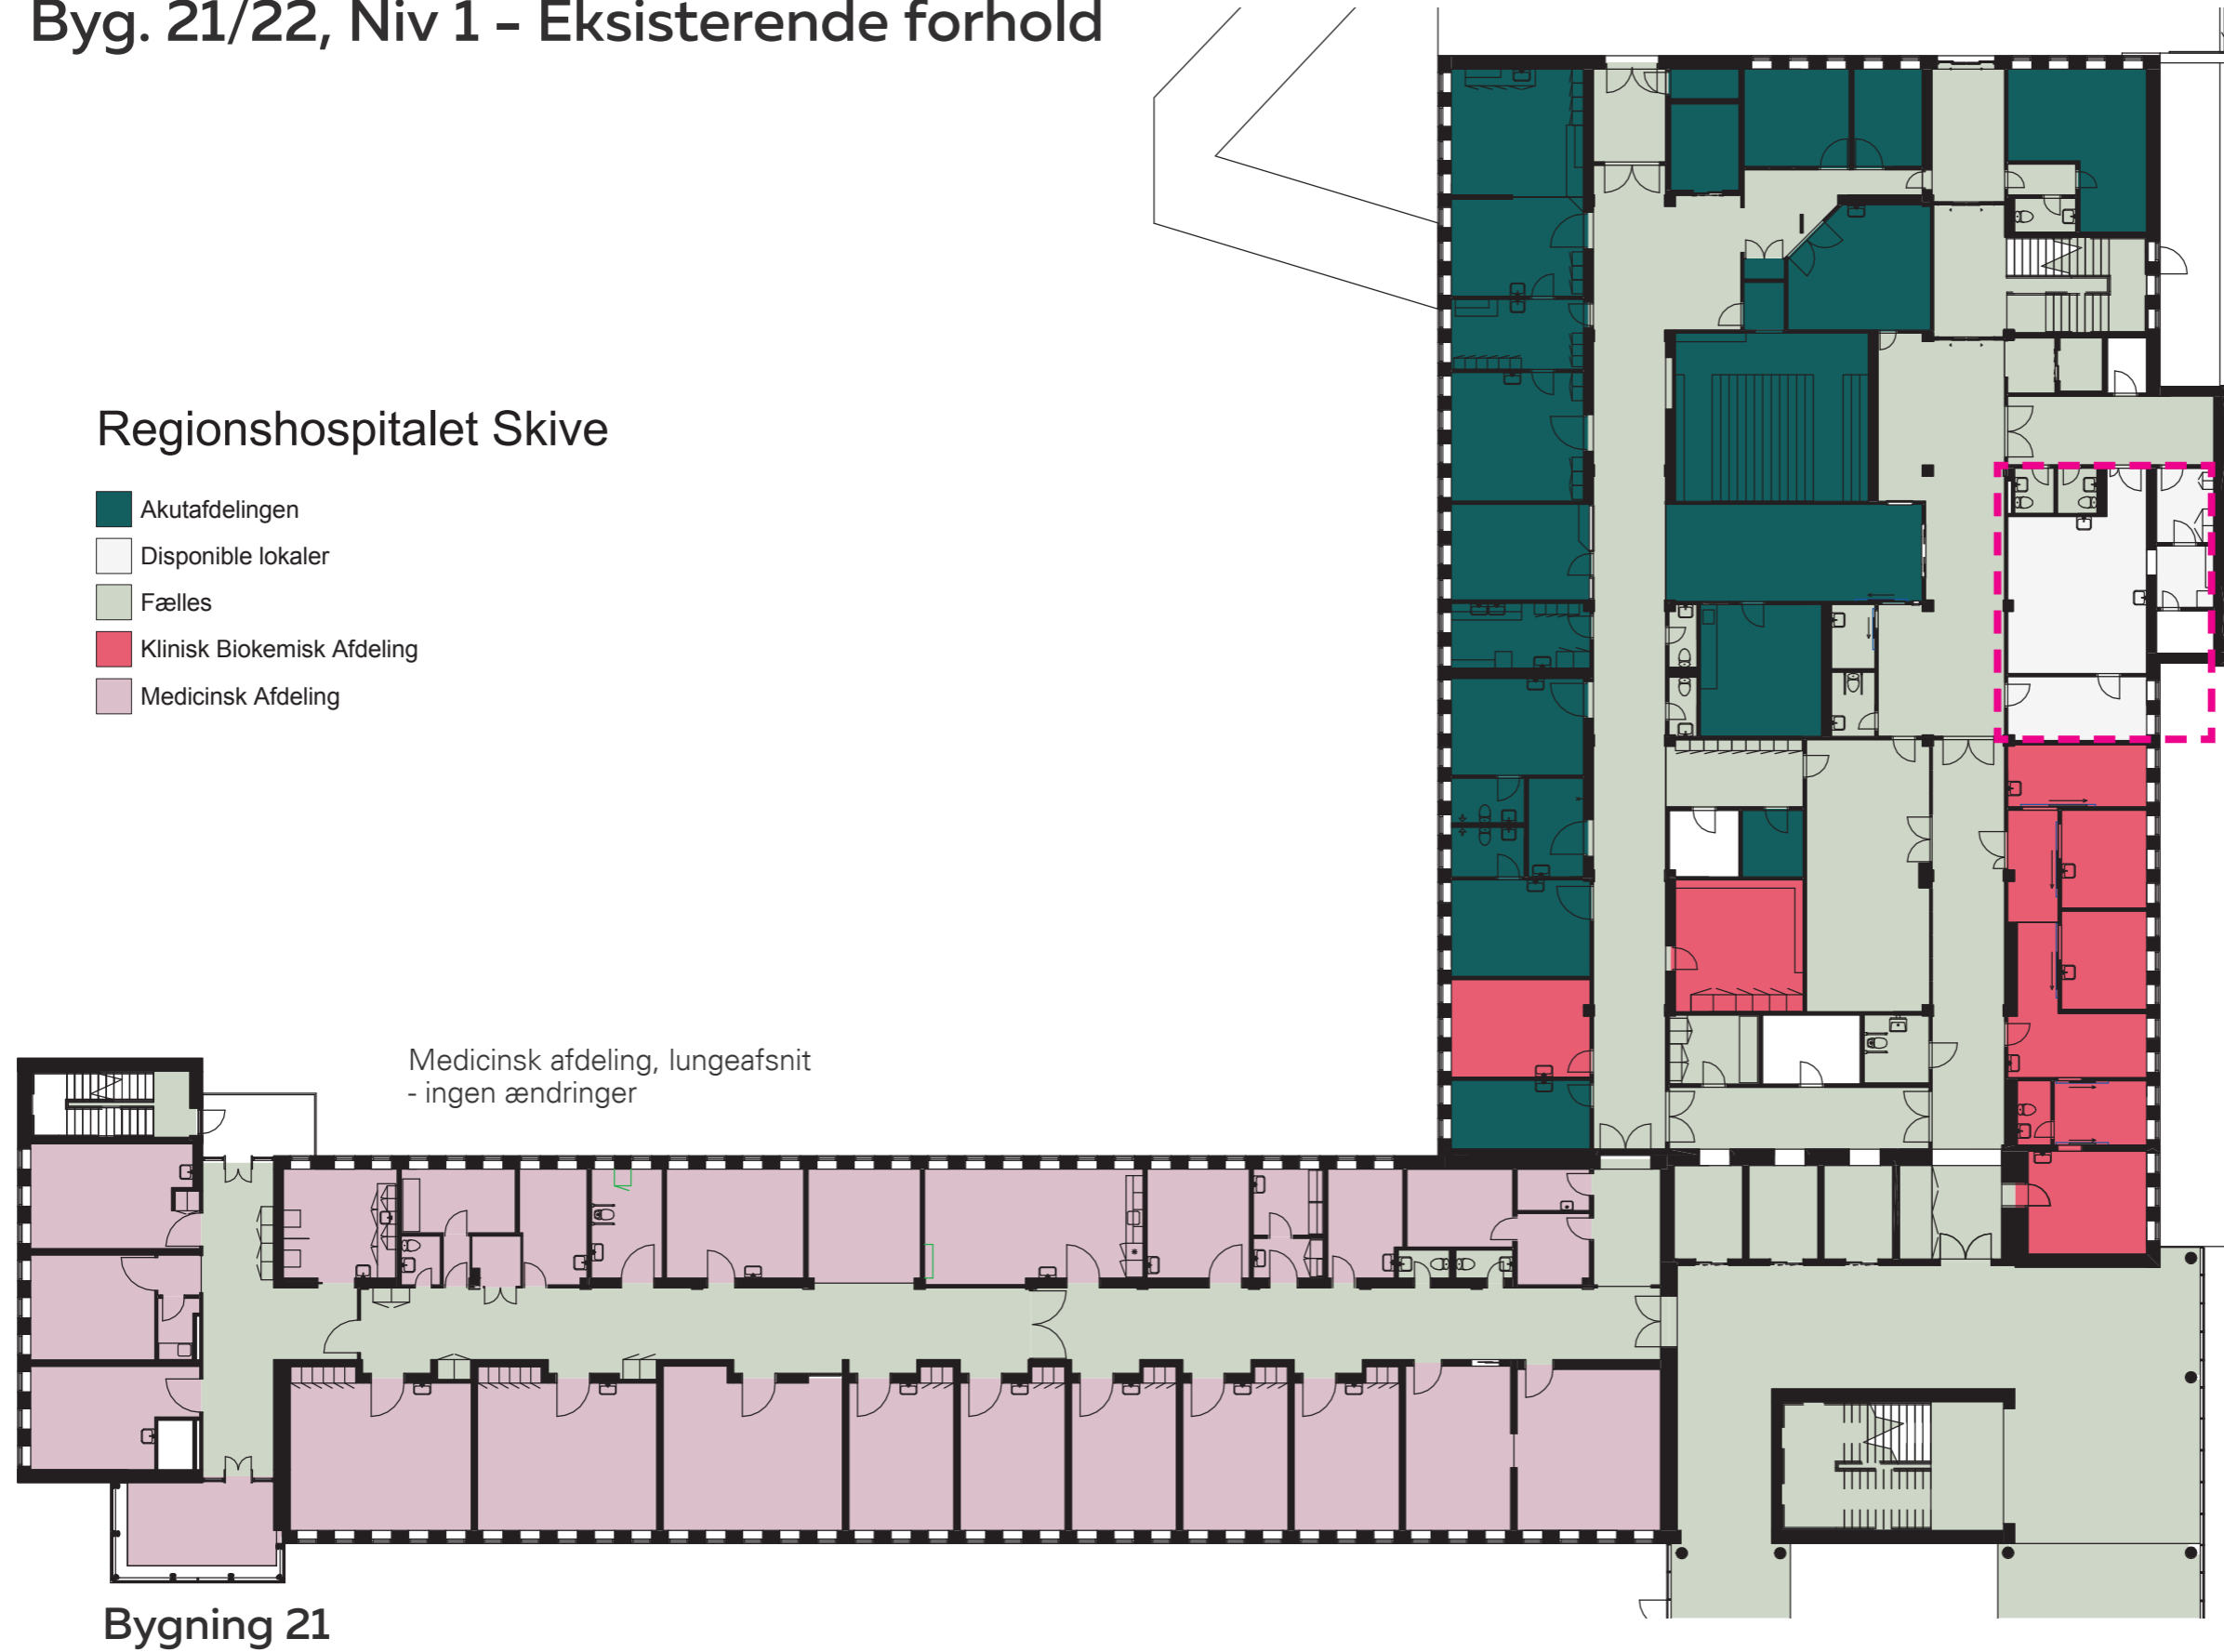 Byg. 21/22, Niv 1 - Eksisterende forhold
Regionshospitalet Skive
Akutafdelingen
Disponible lokaler
Fælles
Klinisk Biokemisk Afdeling
Medicinsk Afdeling
Medicinsk afdeling, lungeafsnit
- ingen ændringer
Bygning 21